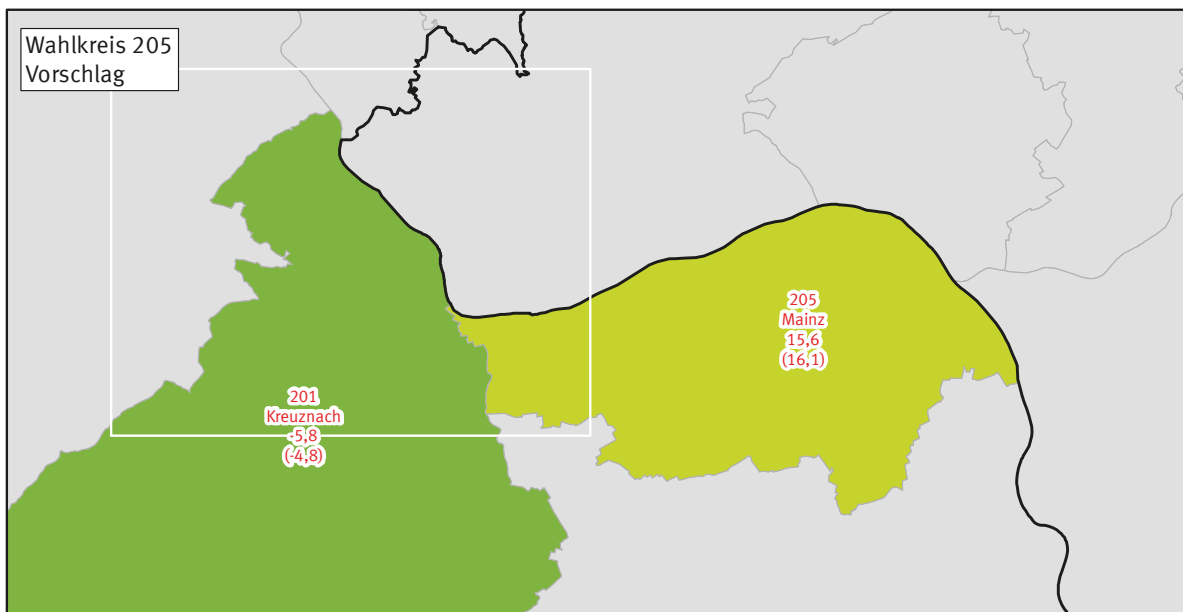 Wahlkreis 205
Vorschlag
205
Mainz
15,6
(16,1)
201
Kreuznach
-5,8
(-4,8)